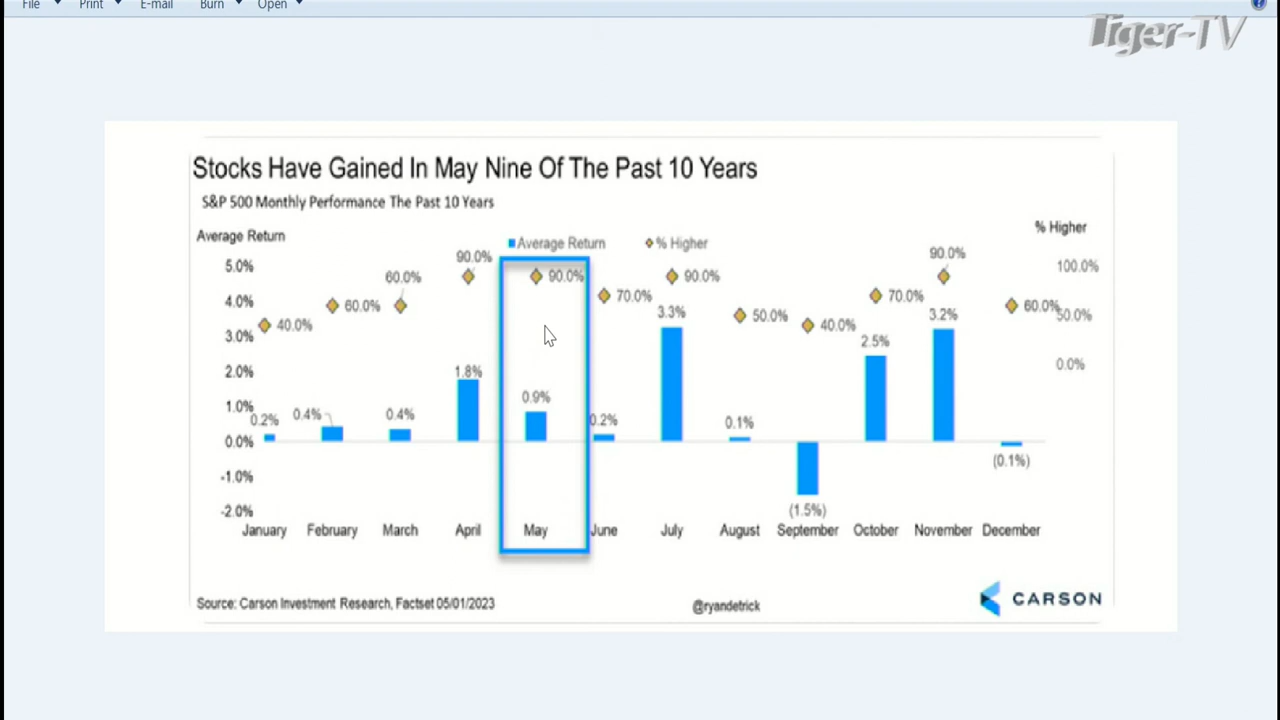 File Print E-mail Burn Open
Tiger-TV
Stocks Have Gained In May Nine Of The Past 10 Years
S&P 500 Monthly Performance The Past 10 Years
Average Return
% Higher
Average Return % Higher
5.0%
4.0%
3.0%
2.0%
1.0%
0.0%
-1.0%
-2.0%
100.0%
50.0%
0.0%
40.0% 60.0% 60.0% 90.0% 90.0% 70.0% 90.0% 50.0% 40.0% 70.0% 90.0% 60.0%
0.2% 0.4% 0.4% 1.8% 0.9% 0.2% 3.3% 0.1% (1.5%) 2.5% 3.2% (0.1%)
January February March April May June July August September October November December
Source: Carson Investment Research, Factset 05/01/2023
@ryandetrick
CARSON